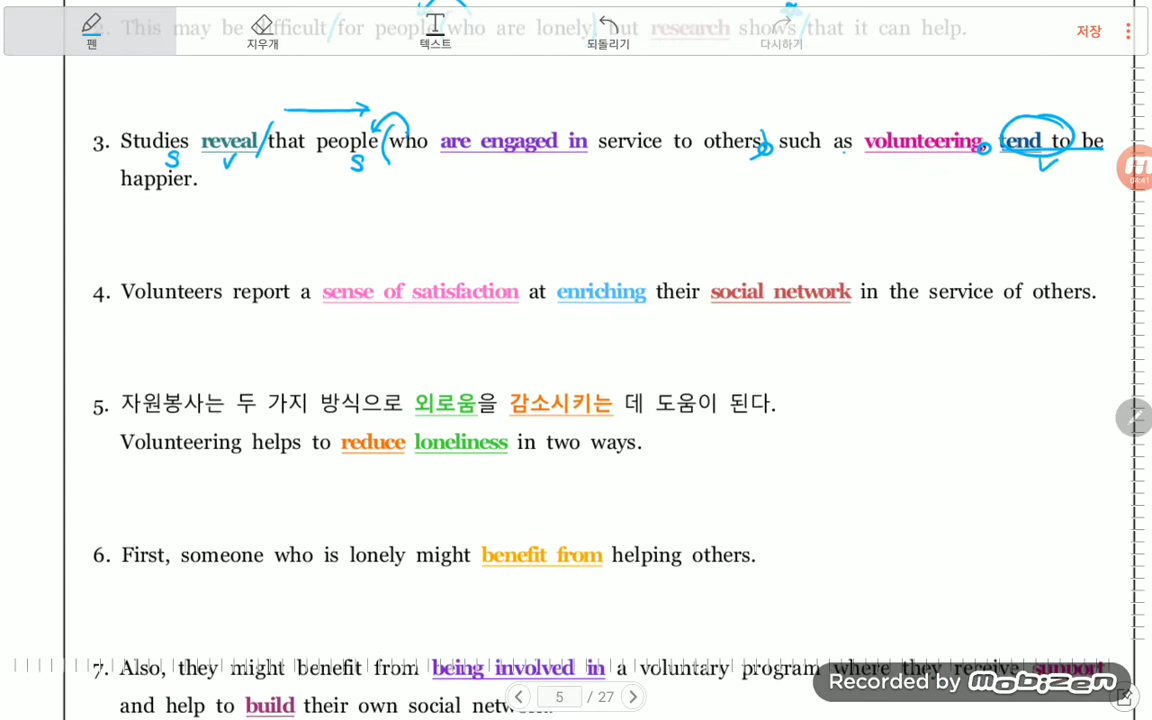 This may be difficult for people who are lonely, but research shows that it can help.
펜 지우개 텍스트 되돌리기 다시하기 저장
3. Studies reveal that people who are engaged in service to others, such as volunteering, tend to be
S V S V
happier.
04:41
4. Volunteers report a sense of satisfaction at enriching their social network in the service of others.
5. 자원봉사는 두 가지 방식으로 외로움을 감소시키는 데 도움이 된다.
Volunteering helps to reduce loneliness in two ways.
6. First, someone who is lonely might benefit from helping others.
7. Also, they might benefit from being involved in a voluntary program where they receive support
and help to build their own social network.
5 / 27
Recorded by mobizen